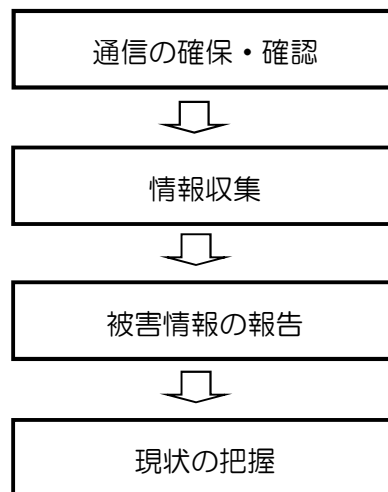 通信の確保・確認
情報収集
被害情報の報告
現状の把握